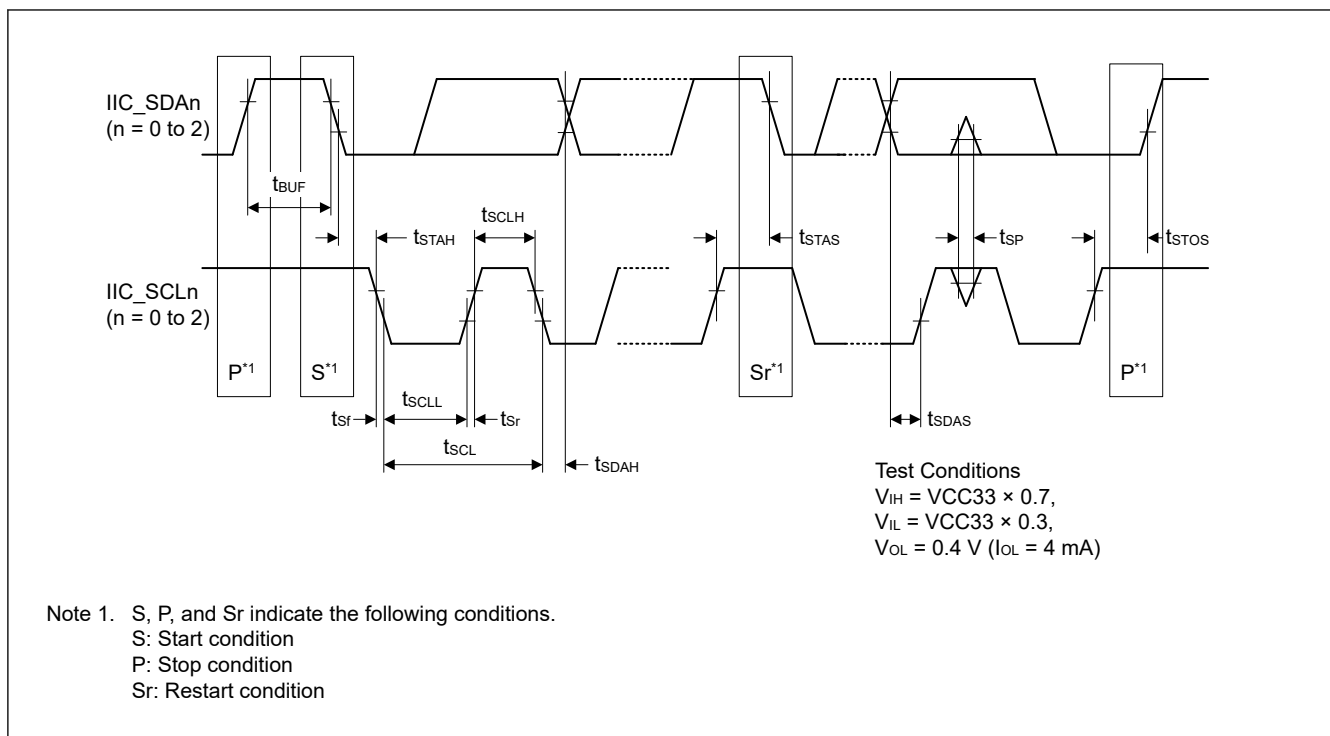 IIC_SDAn
(n = 0 to 2)
tBUF
tSCLH
tSTAH
tSTAS
tSP
tSTOS
IIC_SCLn
(n = 0 to 2)
P*1
S*1
Sr*1
P*1
tSCLL
tSf
tSr
tSDAS
tSCL
tSDAH
Test Conditions
VIH = VCC33 × 0.7,
VIL = VCC33 × 0.3,
VOL = 0.4 V (IOL = 4 mA)
Note 1. S, P, and Sr indicate the following conditions.
S: Start condition
P: Stop condition
Sr: Restart condition